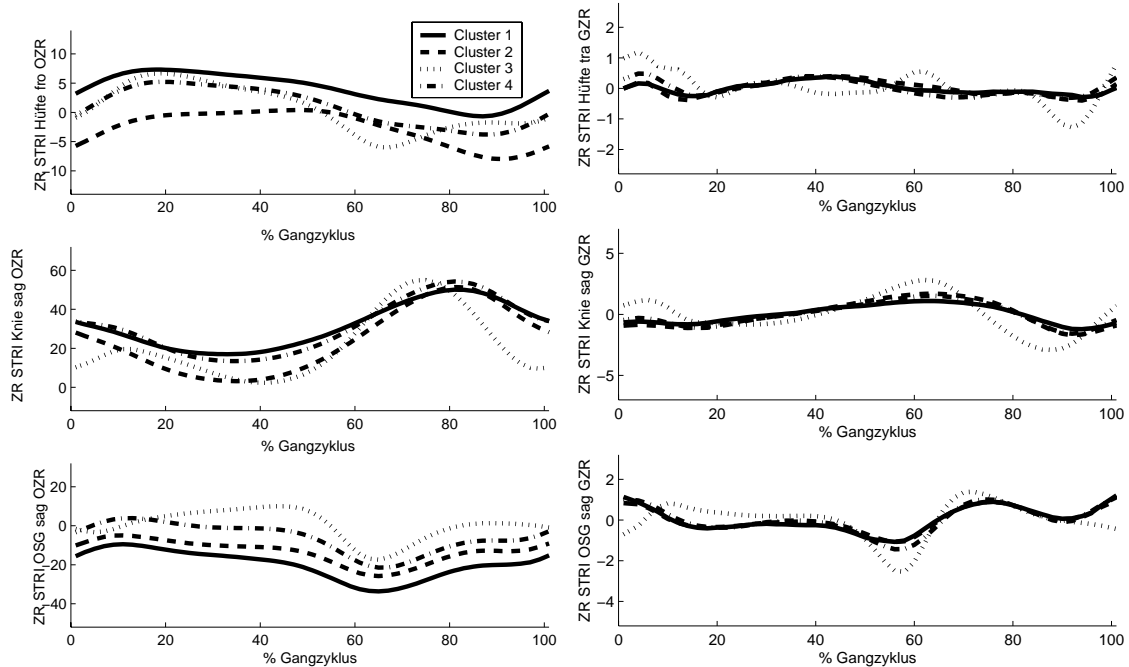 Cluster 1
Cluster 2
Cluster 3
Cluster 4
10
5
0
−5
−10
ZR STRI Hüfte fro OZR
0 20 40 60 80 100
% Gangzyklus
2
1
0
−1
−2
ZR STRI Hüfte tra GZR
0 20 40 60 80 100
% Gangzyklus
60
40
20
0
ZR STRI Knie sag OZR
0 20 40 60 80 100
% Gangzyklus
5
0
−5
ZR STRI Knie sag GZR
0 20 40 60 80 100
% Gangzyklus
20
0
−20
−40
ZR STRI OSG sag OZR
0 20 40 60 80 100
% Gangzyklus
2
0
−2
−4
ZR STRI OSG sag GZR
0 20 40 60 80 100
% Gangzyklus